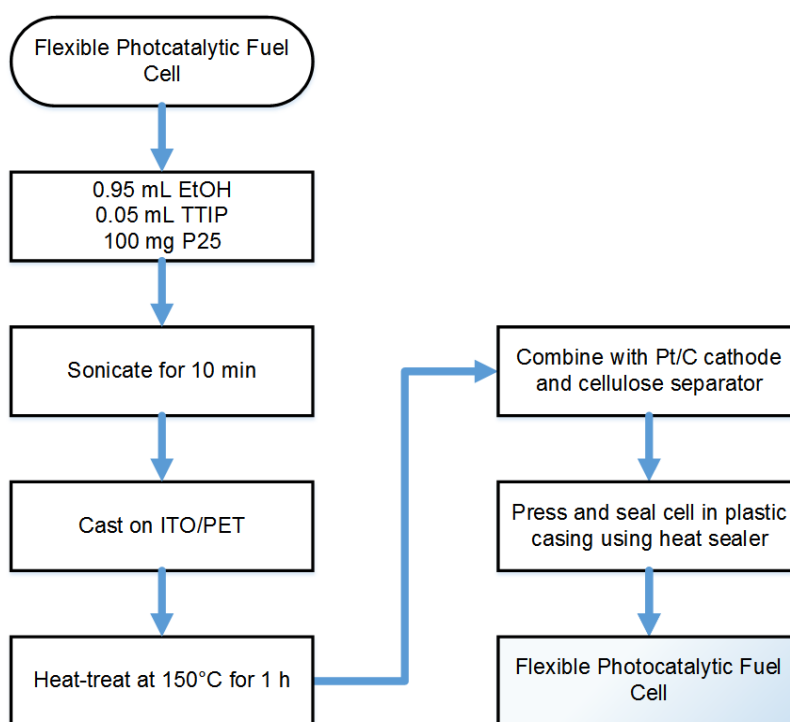 Flexible Photcatalytic Fuel
Cell
0.95 mL EtOH
0.05 mL TTIP
100 mg P25
Sonicate for 10 min
Cast on ITO/PET
Heat-treat at 150°C for 1 h
Combine with Pt/C cathode
and cellulose separator
Press and seal cell in plastic
casing using heat sealer
Flexible Photocatalytic Fuel
Cell